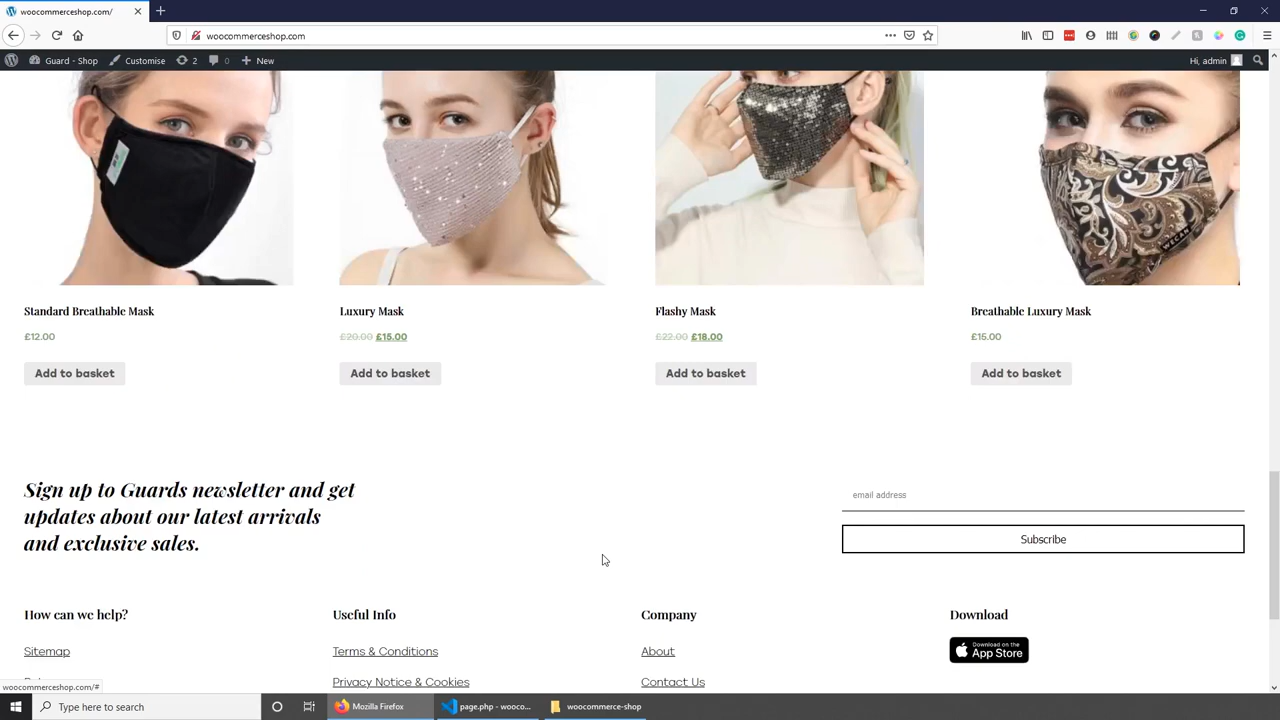 woocommerceshop.com/
woocommerceshop.com
Guard - Shop Customise 2 0 New Hi, admin
WECAN
Standard Breathable Mask Luxury Mask Flashy Mask Breathable Luxury Mask
£12.00 £20.00 £15.00 £22.00 £18.00 £15.00
Add to basket Add to basket Add to basket Add to basket
Sign up to Guards newsletter and get
updates about our latest arrivals
and exclusive sales.
email address
Subscribe
How can we help? Useful Info Company Download
Sitemap Terms & Conditions About Download on the
App Store
Privacy Notice & Cookies Contact Us
woocommerceshop.com/#
Type here to search Mozilla Firefox page.php - wooco... woocommerce-shop